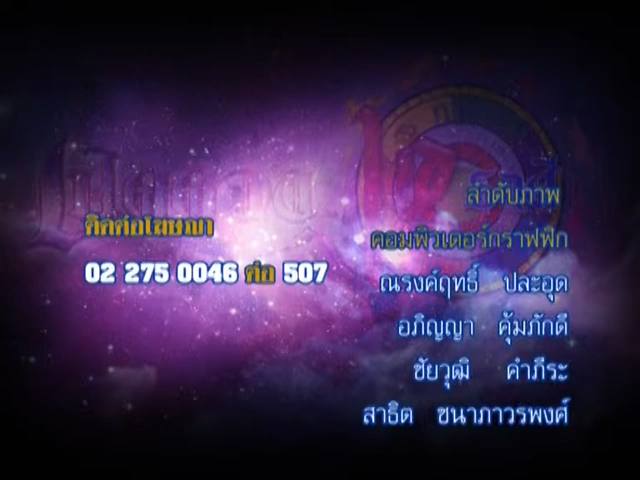 ติดต่อโฆษณา
02 275 0046 ต่อ 507
ลำดับภาพ
คอมพิวเตอร์กราฟฟิก
ณรงค์ฤทธิ์ ปละอุด
อภิญญา คุ้มภักดี
ชัยวุฒิ คำภีระ
สาธิต ชนาภาวรพงศ์